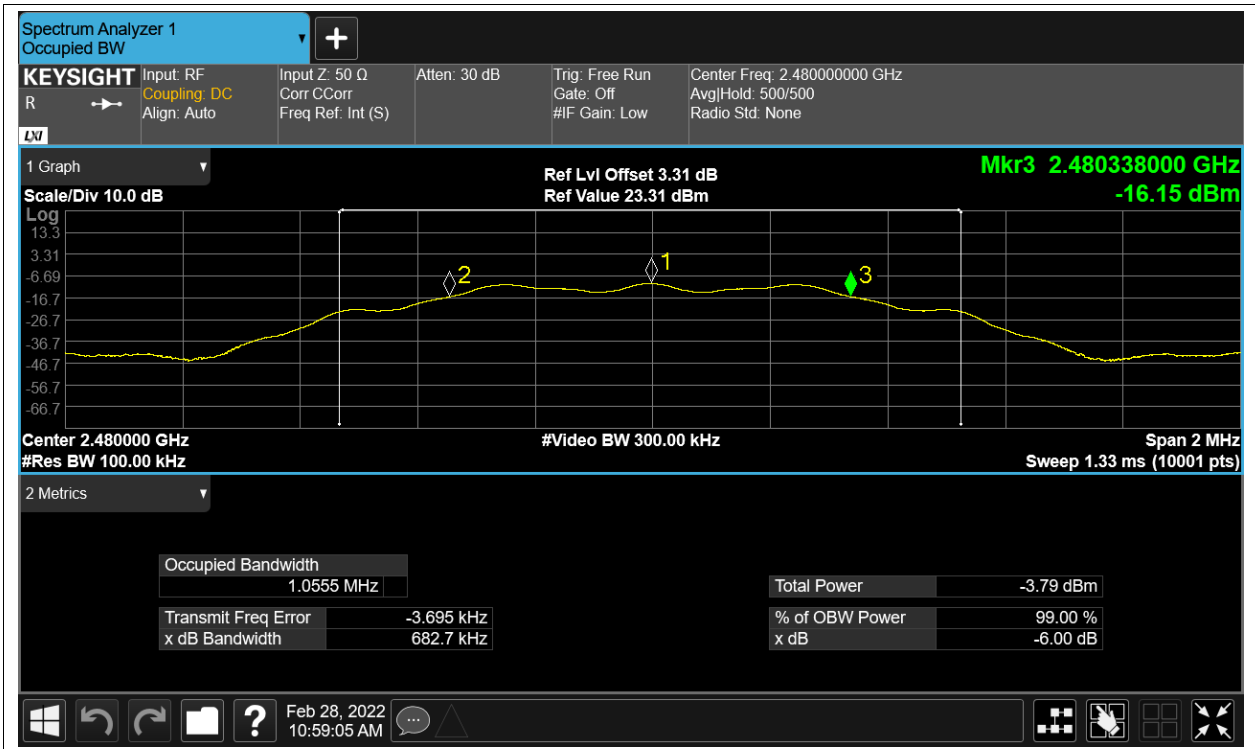 Spectrum Analyzer 1
Occupied BW
KEYSIGHT Input: RF Input Z: 50 Ω Atten: 30 dB Trig: Free Run Center Freq: 2.480000000 GHz
R Coupling: DC Corr CCorr Gate: Off Avg|Hold: 500/500
Align: Auto Freq Ref: Int (S) #IF Gain: Low Radio Std: None
LXI
1 Graph Ref Lvl Offset 3.31 dB Mkr3 2.480338000 GHz
Scale/Div 10.0 dB Ref Value 23.31 dBm -16.15 dBm
Log
13.3
3.31
-6.69
-16.7
-26.7
-36.7
-46.7
-56.7
-66.7
2 1 3
Center 2.480000 GHz #Video BW 300.00 kHz Span 2 MHz
#Res BW 100.00 kHz Sweep 1.33 ms (10001 pts)
2 Metrics
Occupied Bandwidth
1.0555 MHz Total Power -3.79 dBm
Transmit Freq Error -3.695 kHz % of OBW Power 99.00 %
x dB Bandwidth 682.7 kHz x dB -6.00 dB
? Feb 28, 2022
10:59:05 AM